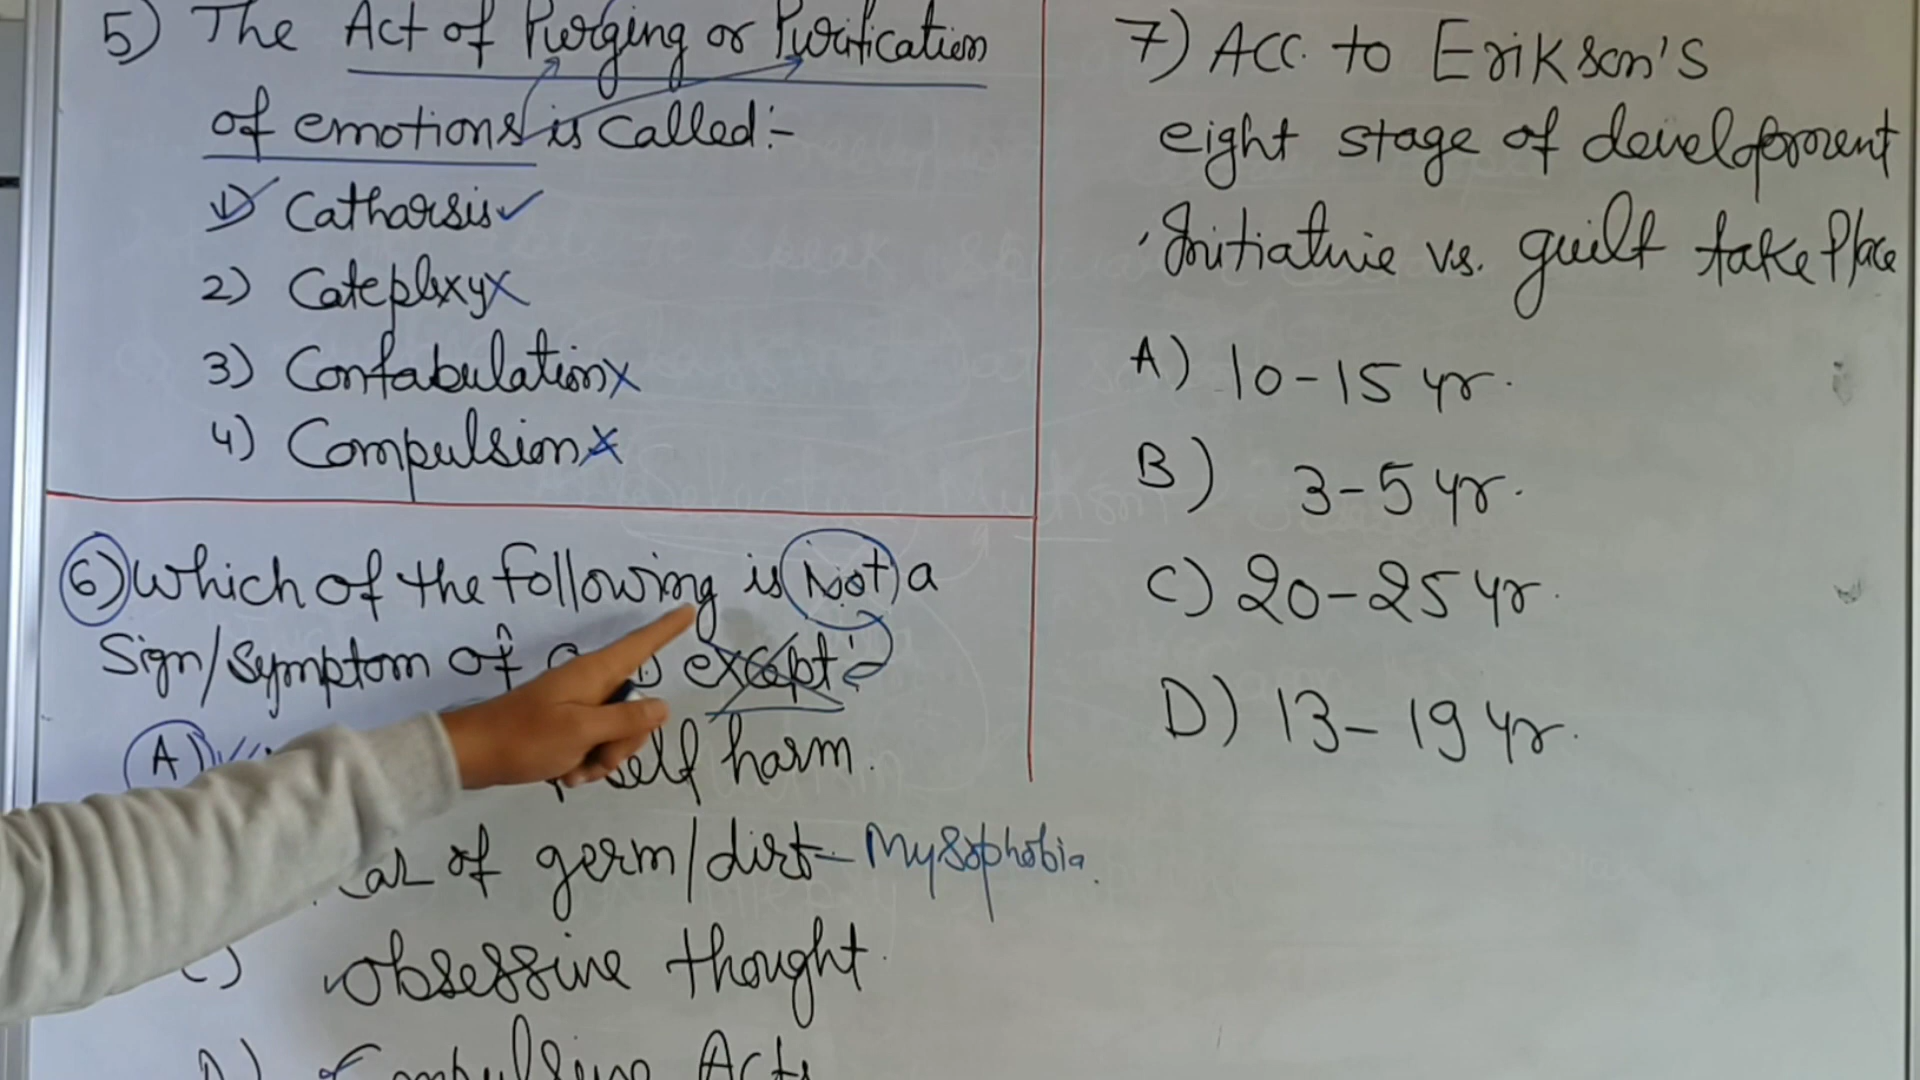 5) The Act of Purging or Purification
of emotions is called:-
1) Catharsis
2) Cateplexy
3) Confabulation
4) Compulsion
6) Which of the following is Not a
Sign/Symptom of except:
A) self harm.
of germ/dirt - Mysophobia.
C) Obsessive thought.
D) Compulsive Acts
7) ACC. to Erikson's
eight stage of development
Initiative vs. guilt take place
A) 10-15 yr.
B) 3-5 yr.
C) 20-25 yr.
D) 13-19 yr.